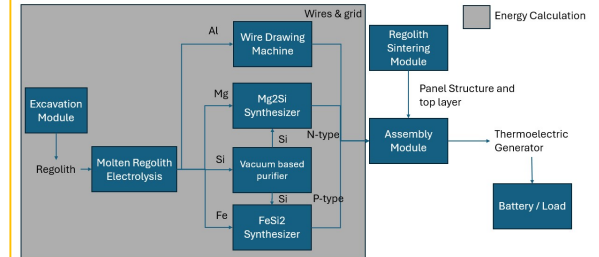 Wires & grid
Energy Calculation
Al
Wire Drawing
Machine
Regolith
Sintering
Module
Excavation
Module
Mg
Mg2Si
Synthesizer
Panel Structure and
top layer
Si
N-type
Regolith
Molten Regolith
Electrolysis
Si
Vacuum based
purifier
Assembly
Module
Thermoelectric
Generator
Si
P-type
Fe
FeSi2
Synthesizer
Battery / Load